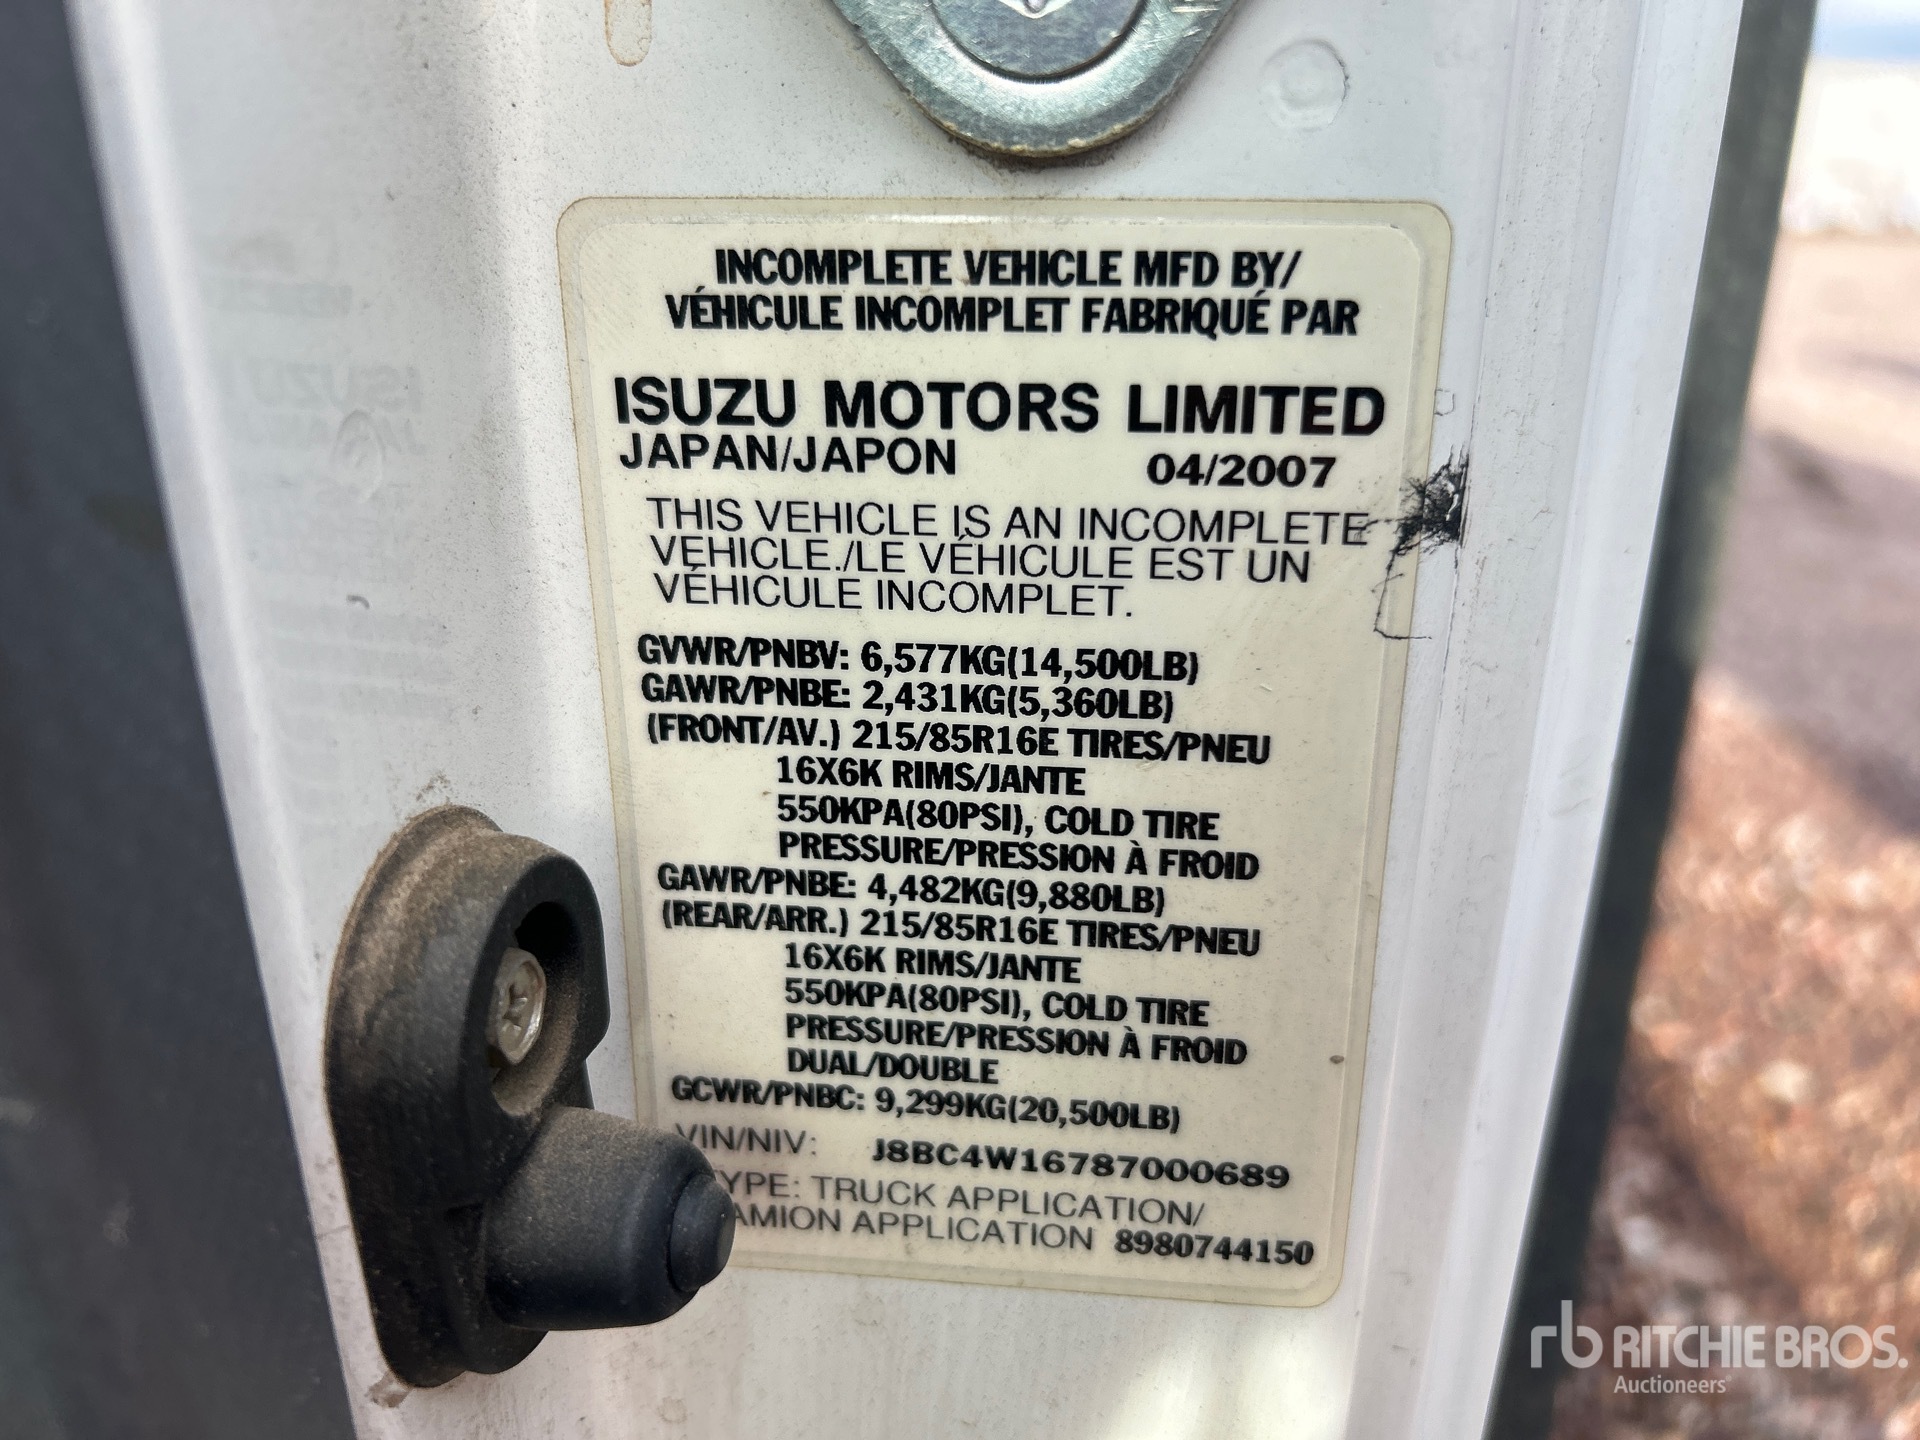 INCOMPLETE VEHICLE MFD BY/
VÉHICULE INCOMPLET FABRIQUÉ PAR
ISUZU MOTORS LIMITED
JAPAN/JAPON 04/2007
THIS VEHICLE IS AN INCOMPLETE
VEHICLE./LE VÉHICULE EST UN
VÉHICULE INCOMPLET.
GVWR/PNBV: 6,577KG(14,500LB)
GAWR/PNBE: 2,431KG(5,360LB)
(FRONT/AV.) 215/85R16E TIRES/PNEU
16X6K RIMS/JANTE
550KPA(80PSI), COLD TIRE
PRESSURE/PRESSION À FROID
GAWR/PNBE: 4,482KG(9,880LB)
(REAR/ARR.) 215/85R16E TIRES/PNEU
16X6K RIMS/JANTE
550KPA(80PSI), COLD TIRE
PRESSURE/PRESSION À FROID
DUAL/DOUBLE
GCWR/PNBC: 9,299KG(20,500LB)
VIN/NIV: J8BC4W16787000689
YPE: TRUCK APPLICATION/
AMION APPLICATION 8980744150
rb RITCHIE BROS.
Auctioneers